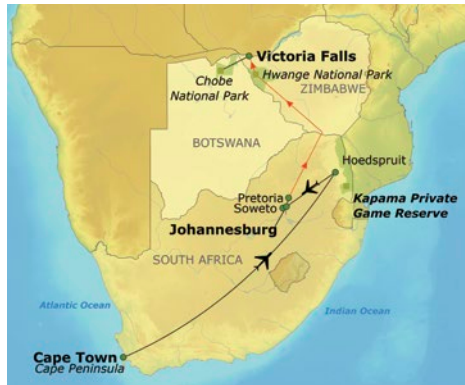 Victoria Falls
Chobe
National Park
Hwange National Park
ZIMBABWE
BOTSWANA
Hoedspruit
Pretoria
Soweto
Kapama Private
Game Reserve
Johannesburg
SOUTH AFRICA
Atlantic Ocean
Indian Ocean
Cape Town
Cape Peninsula